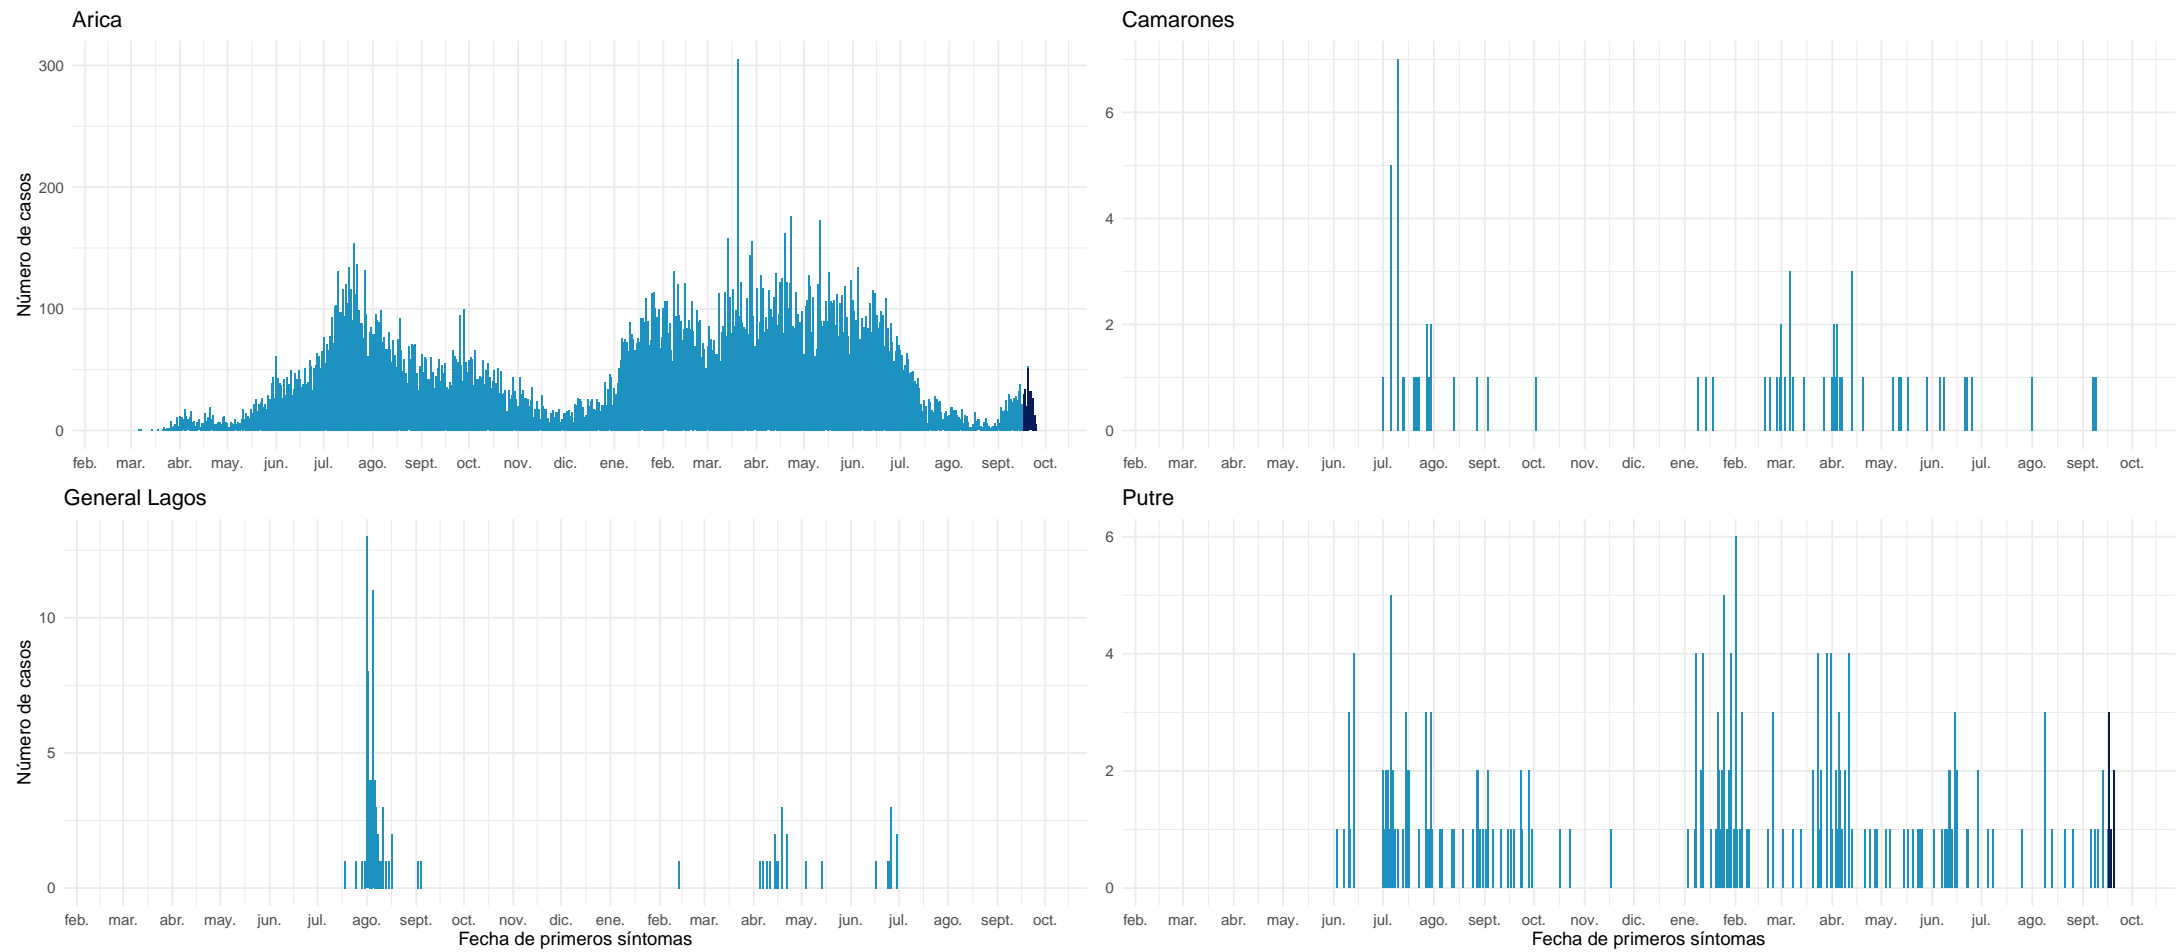 Arica
Camarones
Número de casos
300
200
100
0
6
4
2
0
feb. mar. abr. may. jun. jul. ago. sept. oct. nov. dic. ene. feb. mar. abr. may. jun. jul. ago. sept. oct.
feb. mar. abr. may. jun. jul. ago. sept. oct. nov. dic. ene. feb. mar. abr. may. jun. jul. ago. sept. oct.
General Lagos
Putre
Número de casos
10
5
0
6
4
2
0
feb. mar. abr. may. jun. jul. ago. sept. oct. nov. dic. ene. feb. mar. abr. may. jun. jul. ago. sept. oct.
feb. mar. abr. may. jun. jul. ago. sept. oct. nov. dic. ene. feb. mar. abr. may. jun. jul. ago. sept. oct.
Fecha de primeros síntomas
Fecha de primeros síntomas